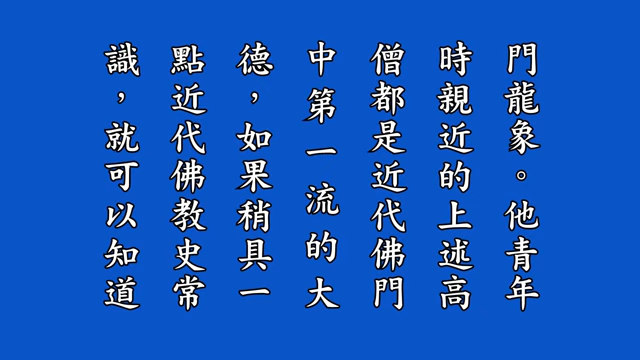 門龍象。他青年
時親近的上述高
僧都是近代佛門
中第一流的大
德，如果稍具一
點近代佛教史常
識，就可以知道